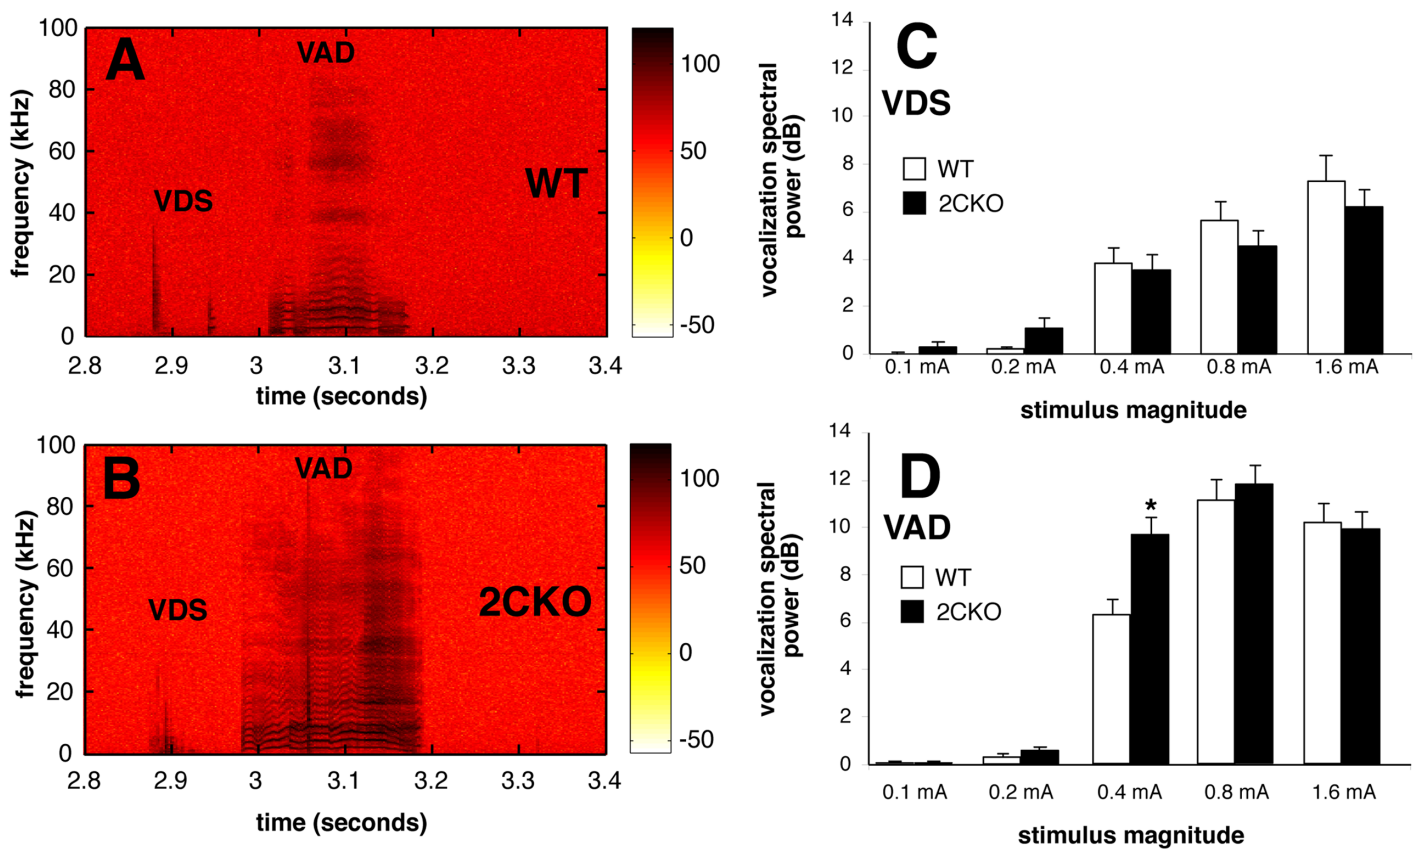 A
VAD
VDS
WT
frequency (kHz)
100
80
60
40
20
0
2.8 2.9 3 3.1 3.2 3.3 3.4
time (seconds)
100
50
0
-50
B
VAD
VDS
2CKO
frequency (kHz)
100
80
60
40
20
0
2.8 2.9 3 3.1 3.2 3.3 3.4
time (seconds)
100
50
0
-50
C
VDS
WT
2CKO
vocalization spectral
power (dB)
14
12
10
8
6
4
2
0
0.1 mA 0.2 mA 0.4 mA 0.8 mA 1.6 mA
stimulus magnitude
D
VAD
WT
2CKO
*
vocalization spectral
power (dB)
14
12
10
8
6
4
2
0
0.1 mA 0.2 mA 0.4 mA 0.8 mA 1.6 mA
stimulus magnitude